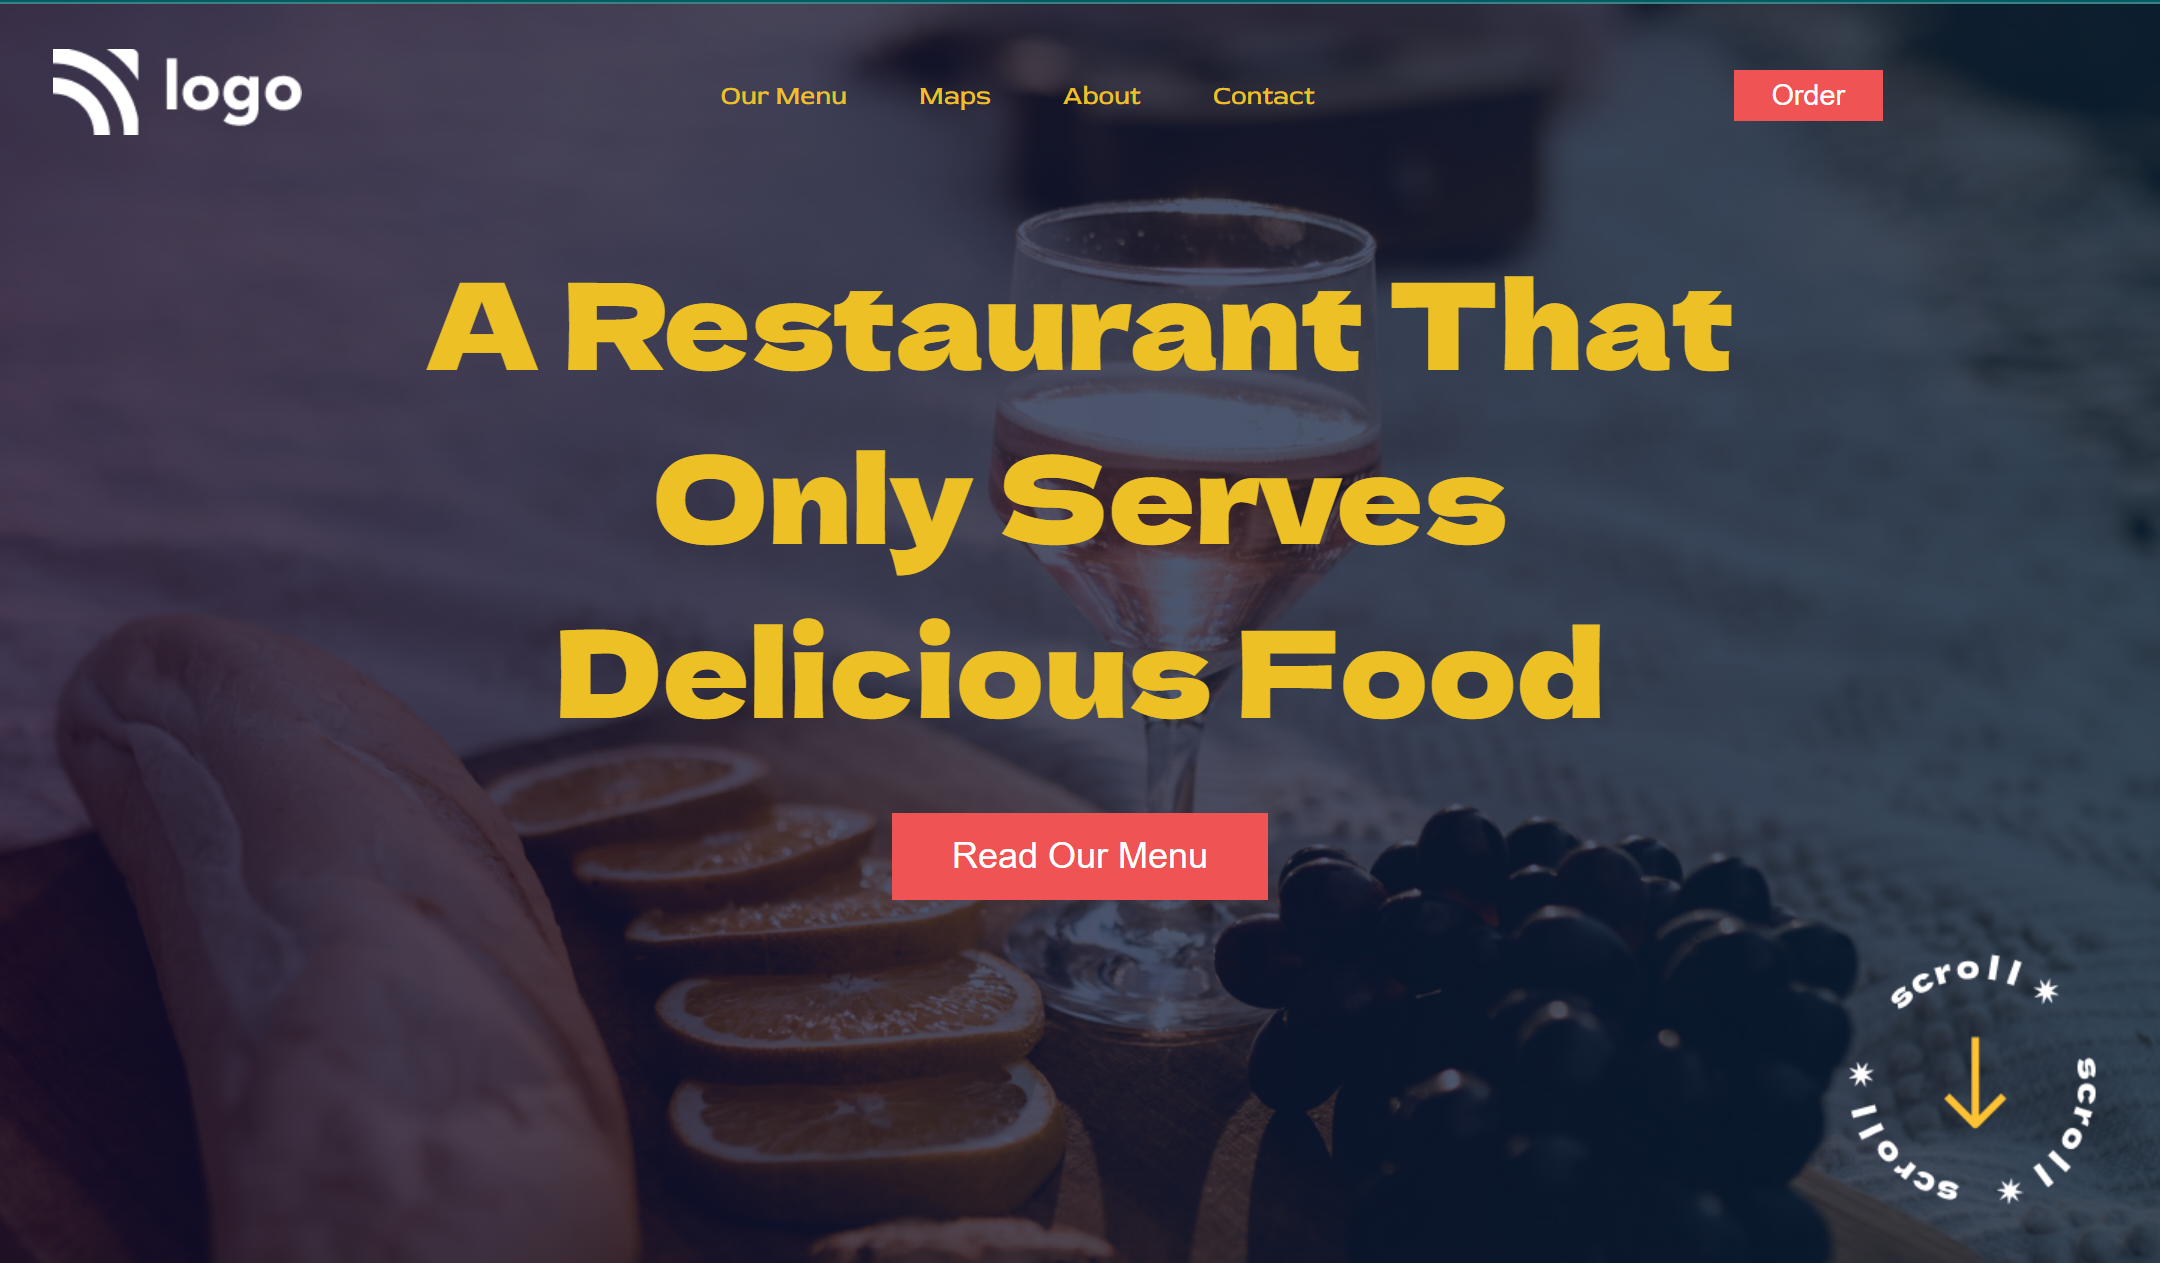 logo
Our Menu
Maps
About
Contact
Order
A Restaurant That
Only Serves
Delicious Food
Read Our Menu
scroll
scroll
scroll